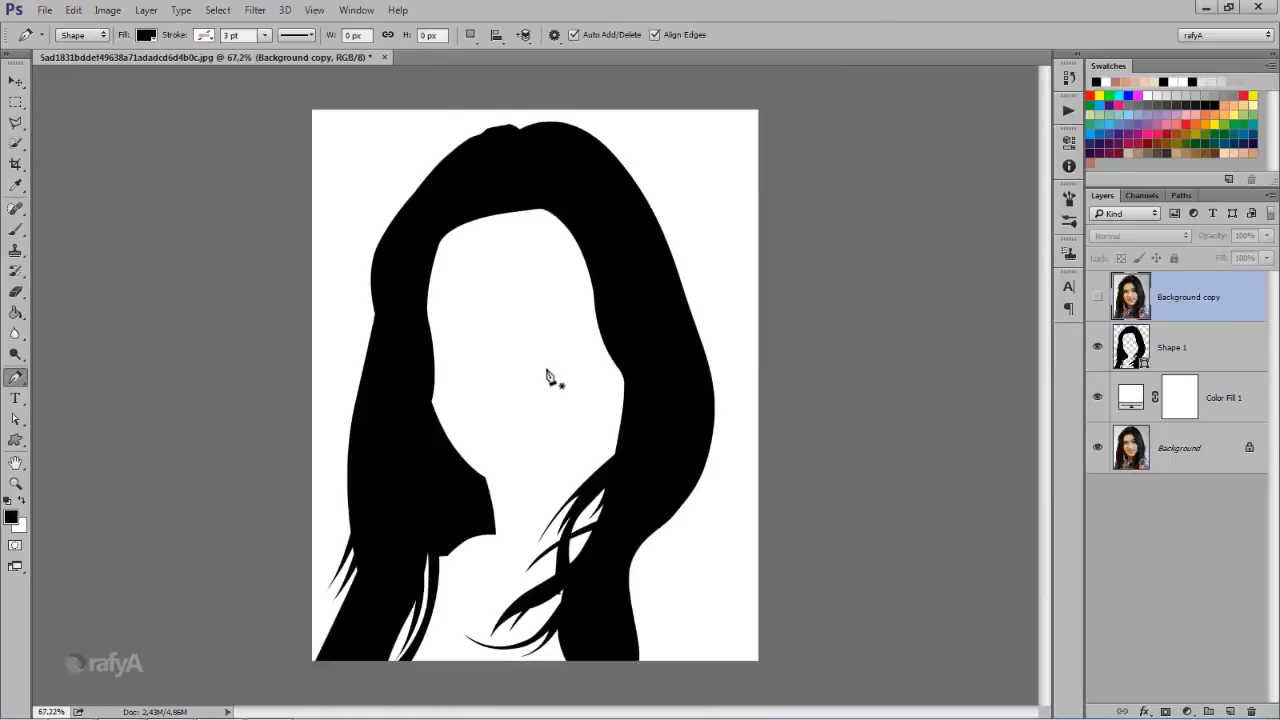 Ps File Edit Image Layer Type Select Filter 3D View Window Help
Shape Fill: Stroke: 3 pt W: 0 px H: 0 px Auto Add/Delete Align Edges rafyA
5ad1831bddef49638a71adadcd6d4b0c.jpg @ 67,2% (Background copy, RGB/8) * ×
Swatches
Layers Channels Paths
Kind
Normal Opacity: 100%
Lock: Fill: 100%
Background copy
Shape 1
Color Fill 1
Background
rafyA
67.22% Doc: 2,43M/4,86M
fx